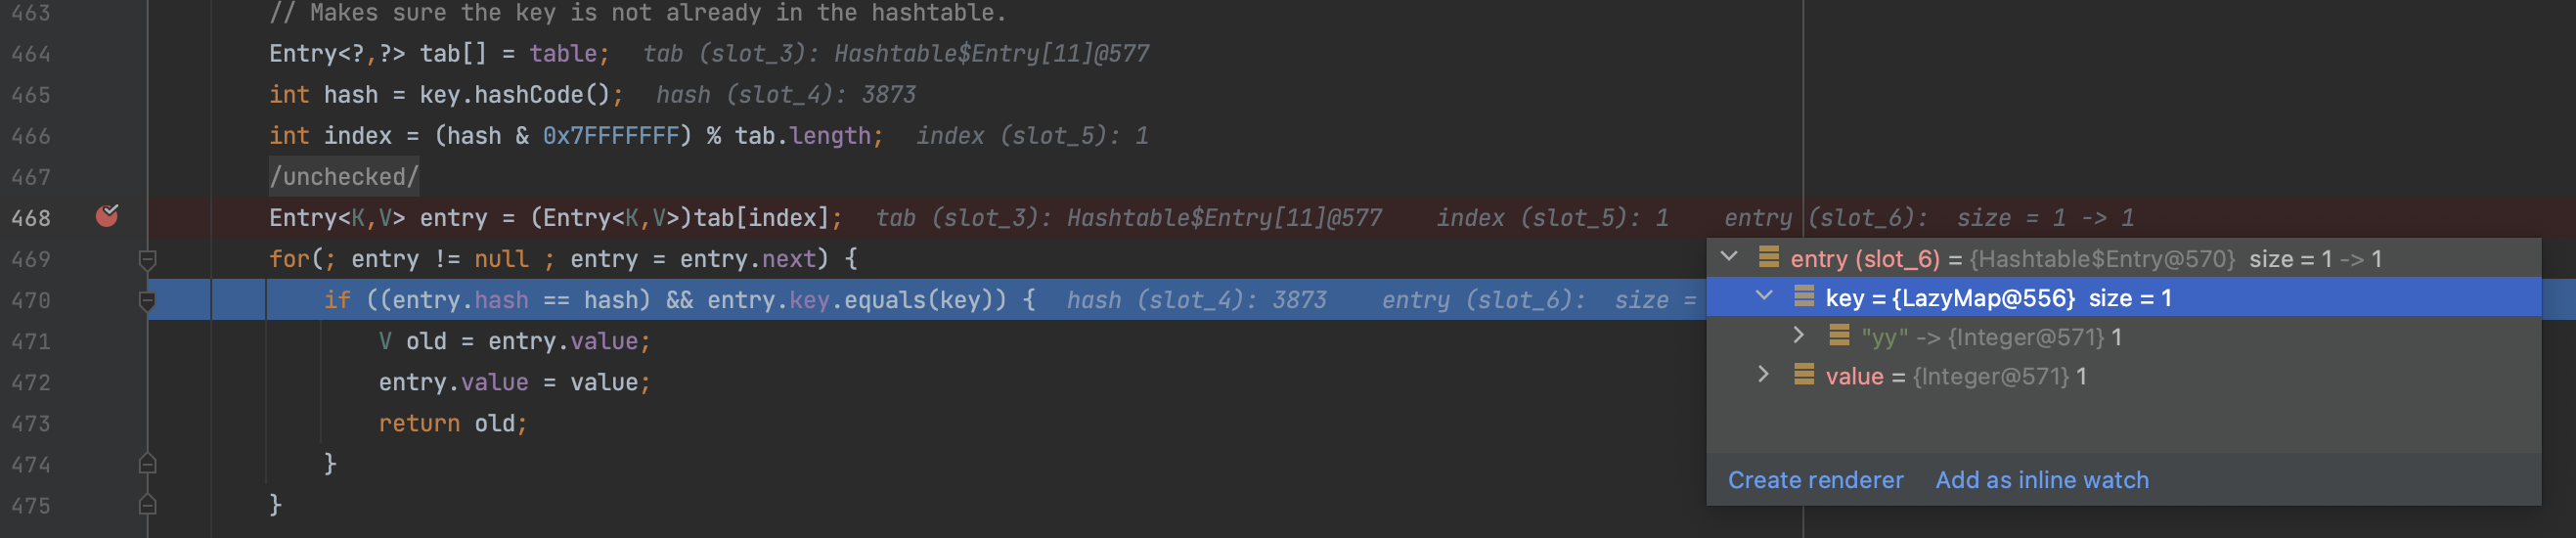 463 // Makes sure the key is not already in the hashtable.
464 Entry<?,?> tab[] = table; tab (slot_3): Hashtable$Entry[11]@577
465 int hash = key.hashCode(); hash (slot_4): 3873
466 int index = (hash & 0x7FFFFFFF) % tab.length; index (slot_5): 1
467 /unchecked/
468 Entry<K,V> entry = (Entry<K,V>)tab[index]; tab (slot_3): Hashtable$Entry[11]@577 index (slot_5): 1 entry (slot_6): size = 1 -> 1
469 for(; entry != null ; entry = entry.next) {
470 if ((entry.hash == hash) && entry.key.equals(key)) { hash (slot_4): 3873 entry (slot_6): size =
471 V old = entry.value;
472 entry.value = value;
473 return old;
474 }
475 }
entry (slot_6) = {Hashtable$Entry@570} size = 1 -> 1
key = {LazyMap@556} size = 1
"yy" -> {Integer@571} 1
value = {Integer@571} 1
Create renderer Add as inline watch